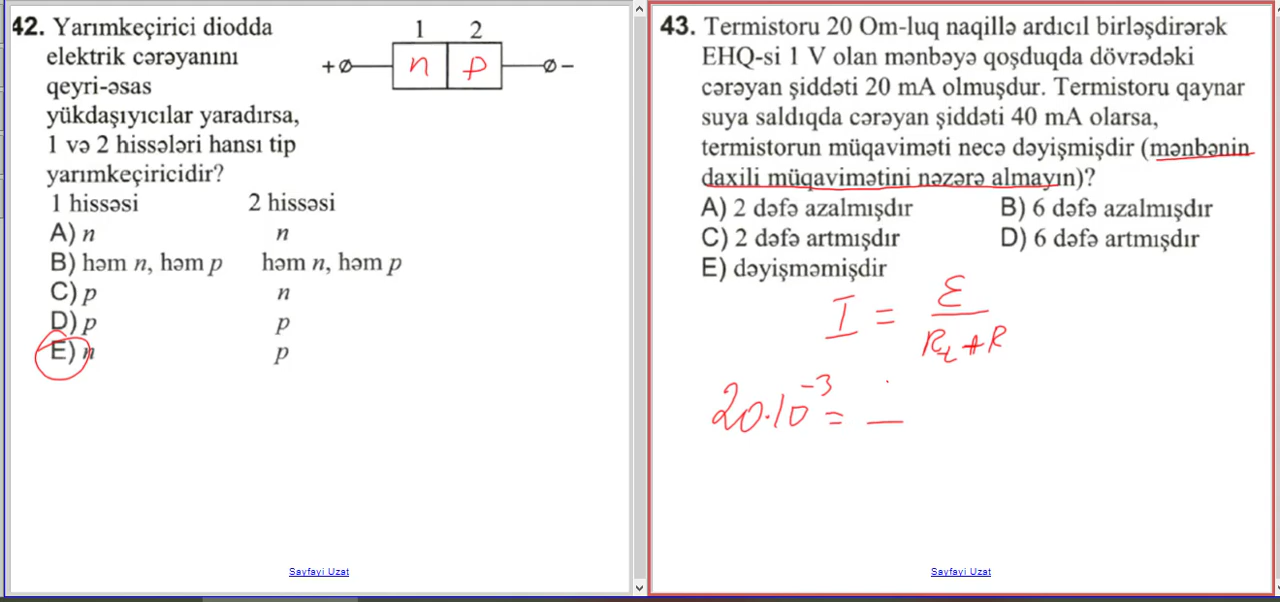 42. Yarımkeçirici diodda
elektrik cərəyanını
qeyri-əsas
yükdaşıyıcılar yaradırsa,
1 və 2 hissələri hansı tip
yarımkeçiricidir?
1 2
+ n p –
1 hissəsi 2 hissəsi
A) n n
B) həm n, həm p həm n, həm p
C) p n
D) p p
E) n p
Sayfayi Uzat
43. Termistoru 20 Om-luq naqillə ardıcıl birləşdirərək
EHQ-si 1 V olan mənbəyə qoşduqda dövrədəki
cərəyan şiddəti 20 mA olmuşdur. Termistoru qaynar
suya saldıqda cərəyan şiddəti 40 mA olarsa,
termistorun müqaviməti necə dəyişmişdir (mənbənin
daxili müqavimətini nəzərə almayın)?
A) 2 dəfə azalmışdır B) 6 dəfə azalmışdır
C) 2 dəfə artmışdır D) 6 dəfə artmışdır
E) dəyişməmişdir
I = ε / R_t + R
20·10⁻³ = —
Sayfayi Uzat